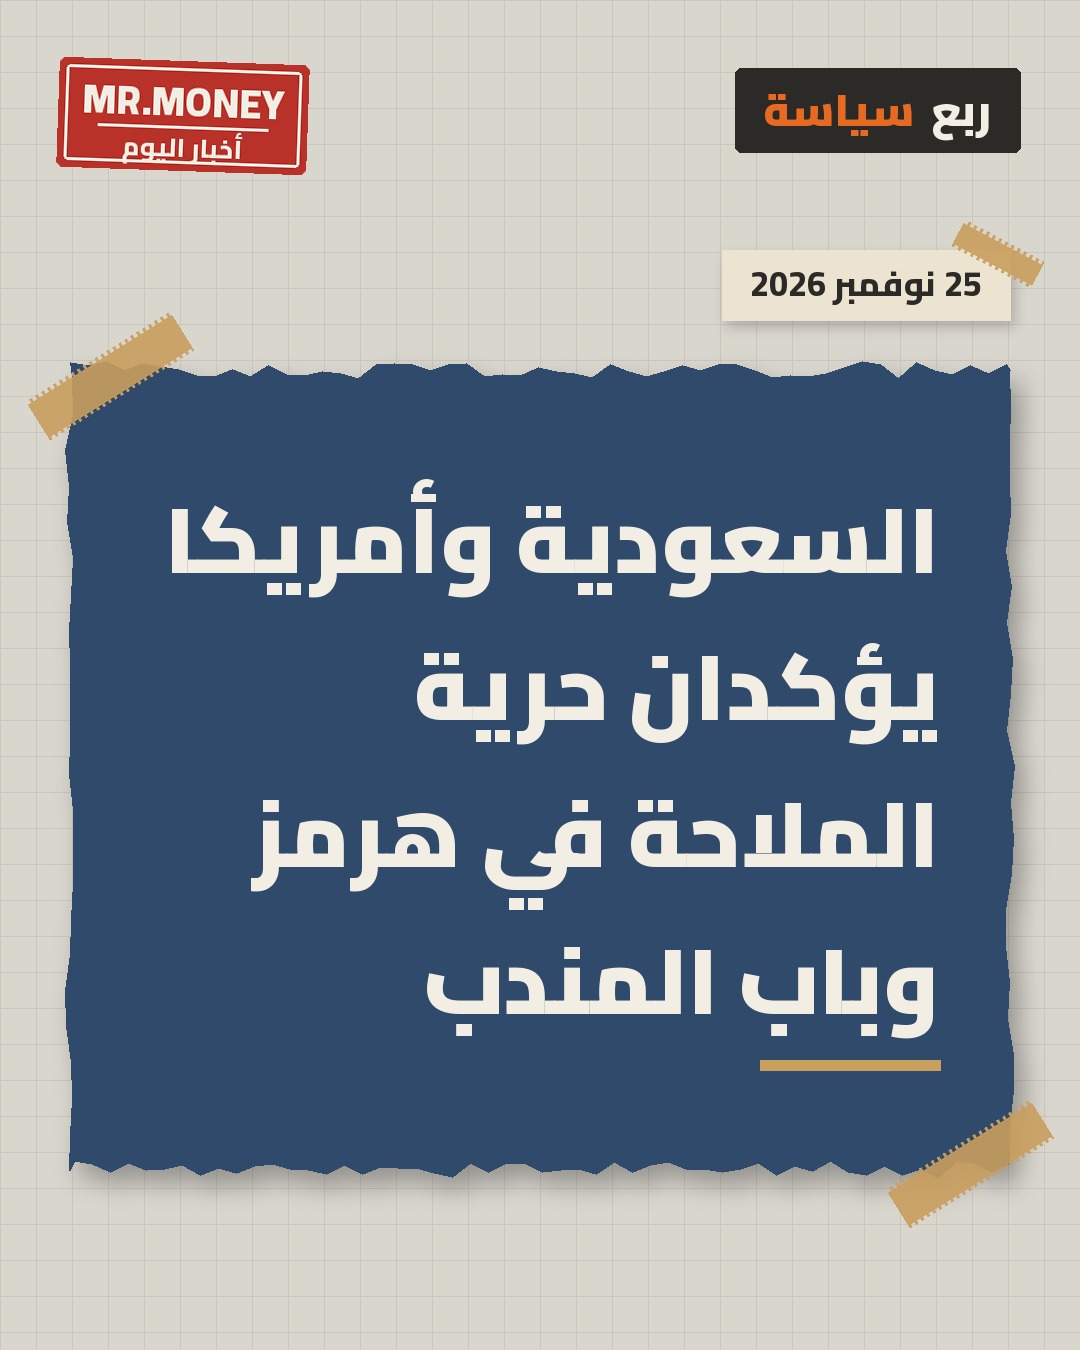 ربع سياسة
MR.MONEY
أخبار اليوم
25 نوفمبر 2026
السعودية وأمريكا
يؤكدان حرية
الملاحة في هرمز
وباب المندب